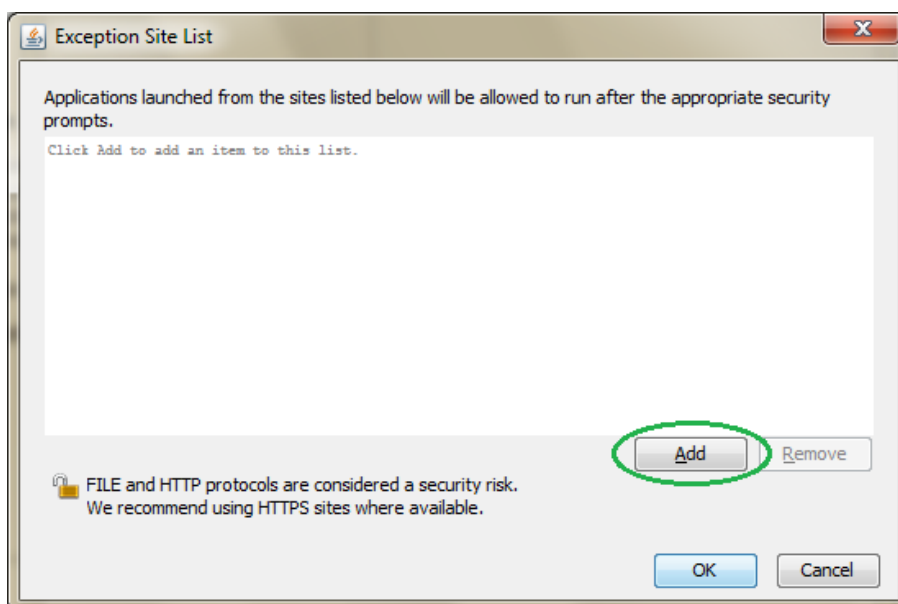 Exception Site List
Applications launched from the sites listed below will be allowed to run after the appropriate security
prompts.
Click Add to add an item to this list.
Add
Remove
FILE and HTTP protocols are considered a security risk.
We recommend using HTTPS sites where available.
OK
Cancel